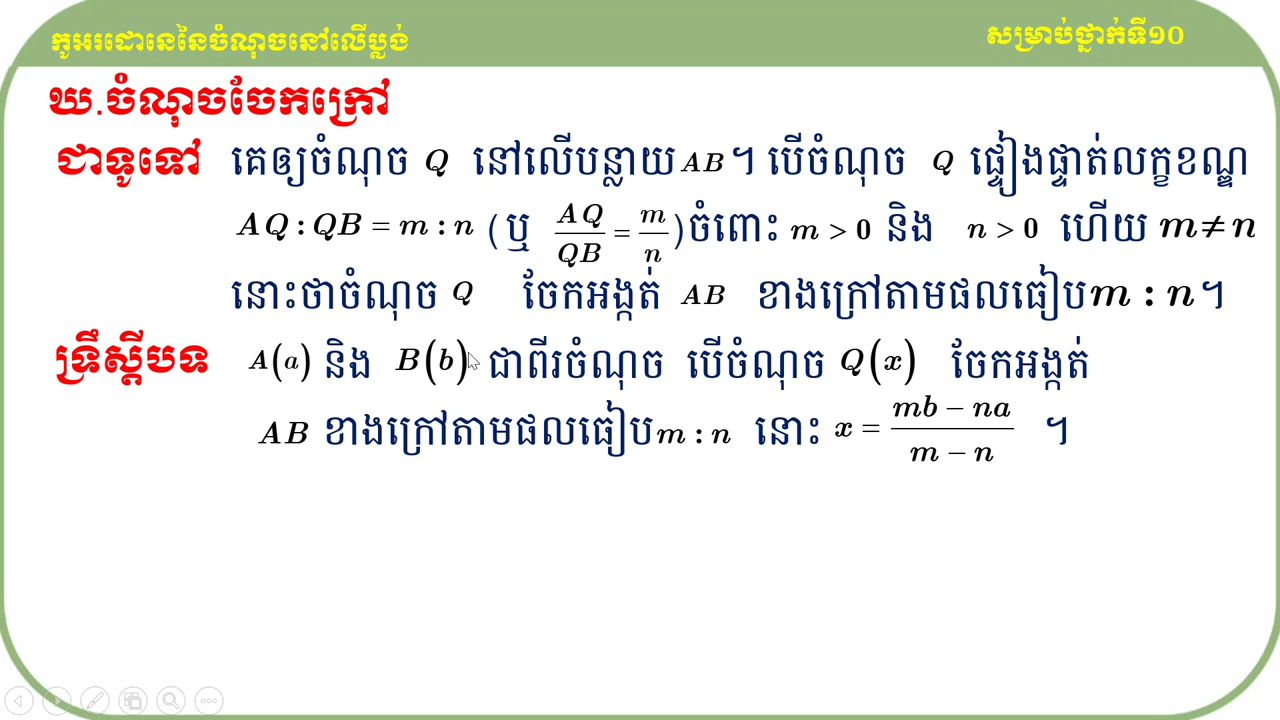 កូអរដោនេនៃចំណុចនៅលើប្លង់
សម្រាប់ថ្នាក់ទី១០
ឃ.ចំណុចចែកក្រៅ
ជាទូទៅ គេឲ្យចំណុច Q នៅលើបន្លាយ AB ។ បើចំណុច Q ផ្ទៀងផ្ទាត់លក្ខខណ្ឌ
AQ : QB = m : n (ឬ AQ/QB = m/n) ចំពោះ m > 0 និង n > 0 ហើយ m ≠ n
នោះថាចំណុច Q ចែកអង្កត់ AB ខាងក្រៅតាមផលធៀប m : n ។
ទ្រឹស្តីបទ A(a) និង B(b) ជាពីរចំណុច បើចំណុច Q(x) ចែកអង្កត់
AB ខាងក្រៅតាមផលធៀប m : n នោះ x = (mb − na)/(m − n) ។